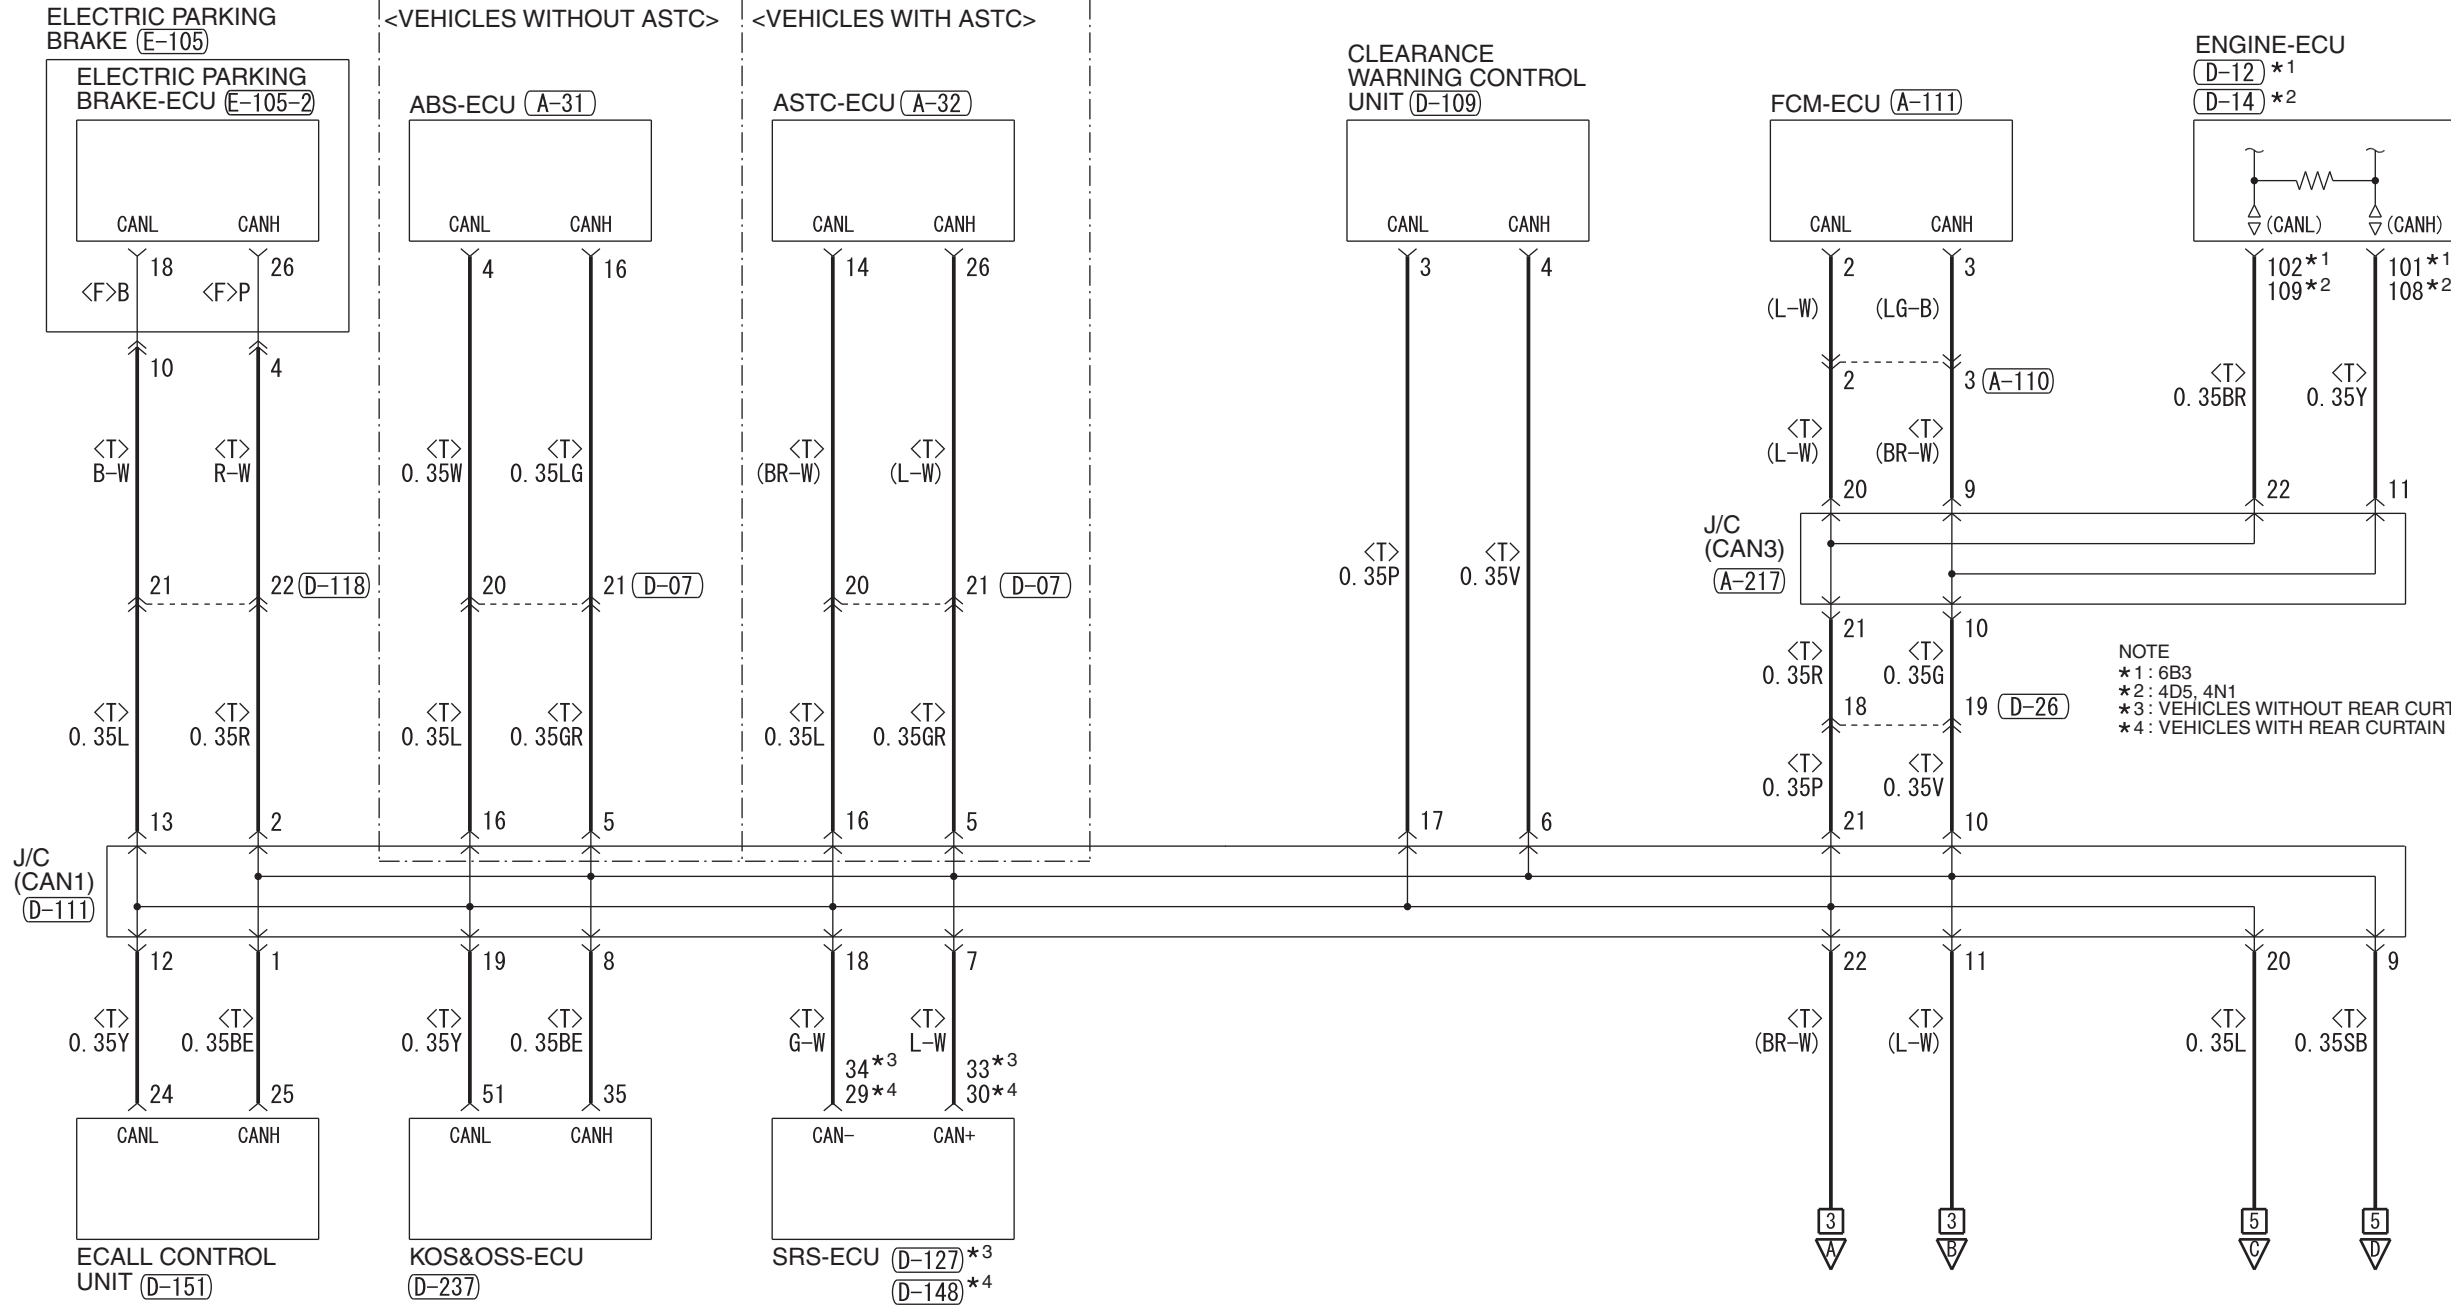 ELECTRIC PARKING
BRAKE E-105
ELECTRIC PARKING
BRAKE-ECU E-105-2
<VEHICLES WITHOUT ASTC>
<VEHICLES WITH ASTC>
ABS-ECU A-31
ASTC-ECU A-32
CLEARANCE
WARNING CONTROL
UNIT D-109
FCM-ECU A-111
ENGINE-ECU
D-12 *1
D-14 *2
CANL CANH CANL CANH CANL CANH CANL CANH CANL CANH (CANL) (CANH)
18 26 4 16 14 26 3 4 2 3 102*1 101*1
109*2 108*2
<F>B <F>P
(L-W) (LG-B)
10 4
2 3 A-110
<T> <T>
0.35BR 0.35Y
<T> <T> <T> <T> <T> <T> <T> <T>
B-W R-W 0.35W 0.35LG (BR-W) (L-W) (L-W) (BR-W)
20 9 22 11
J/C
(CAN3)
A-217
<T> <T>
0.35P 0.35V
21 22 D-118 20 21 D-07 20 21 D-07
21 10
<T> <T>
0.35R 0.35G
NOTE
*1 : 6B3
*2 : 4D5, 4N1
*3 : VEHICLES WITHOUT REAR CURT
*4 : VEHICLES WITH REAR CURTAIN
18 19 D-26
<T> <T> <T> <T> <T> <T>
0.35L 0.35R 0.35L 0.35GR 0.35L 0.35GR
<T> <T>
0.35P 0.35V
13 2 16 5 16 5 17 6 21 10
J/C
(CAN1)
D-111
12 1 19 8 18 7 22 11 20 9
<T> <T> <T> <T> <T> <T> <T> <T> <T> <T>
0.35Y 0.35BE 0.35Y 0.35BE G-W L-W (BR-W) (L-W) 0.35L 0.35SB
34*3 33*3
24 25 51 35 29*4 30*4
CANL CANH CANL CANH CAN- CAN+
3 3 5 5
A B C D
ECALL CONTROL
UNIT D-151
KOS&OSS-ECU
D-237
SRS-ECU D-127 *3
D-148 *4